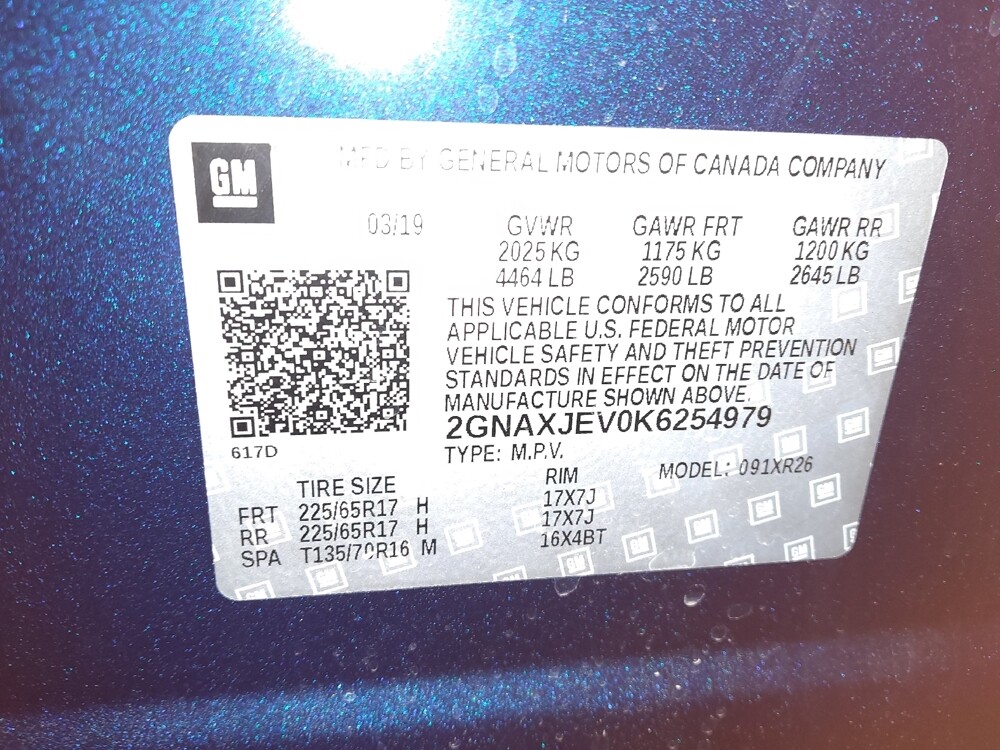 GM
MFD BY GENERAL MOTORS OF CANADA COMPANY
03/19
GVWR GAWR FRT GAWR RR
2025 KG 1175 KG 1200 KG
4464 LB 2590 LB 2645 LB
THIS VEHICLE CONFORMS TO ALL
APPLICABLE U.S. FEDERAL MOTOR
VEHICLE SAFETY AND THEFT PREVENTION
STANDARDS IN EFFECT ON THE DATE OF
MANUFACTURE SHOWN ABOVE.
2GNAXJEV0K6254979
617D
TYPE: M.P.V. MODEL: 091XR26
TIRE SIZE RIM
FRT 225/65R17 H 17X7J
RR 225/65R17 H 17X7J
SPA T135/70R16 M 16X4BT